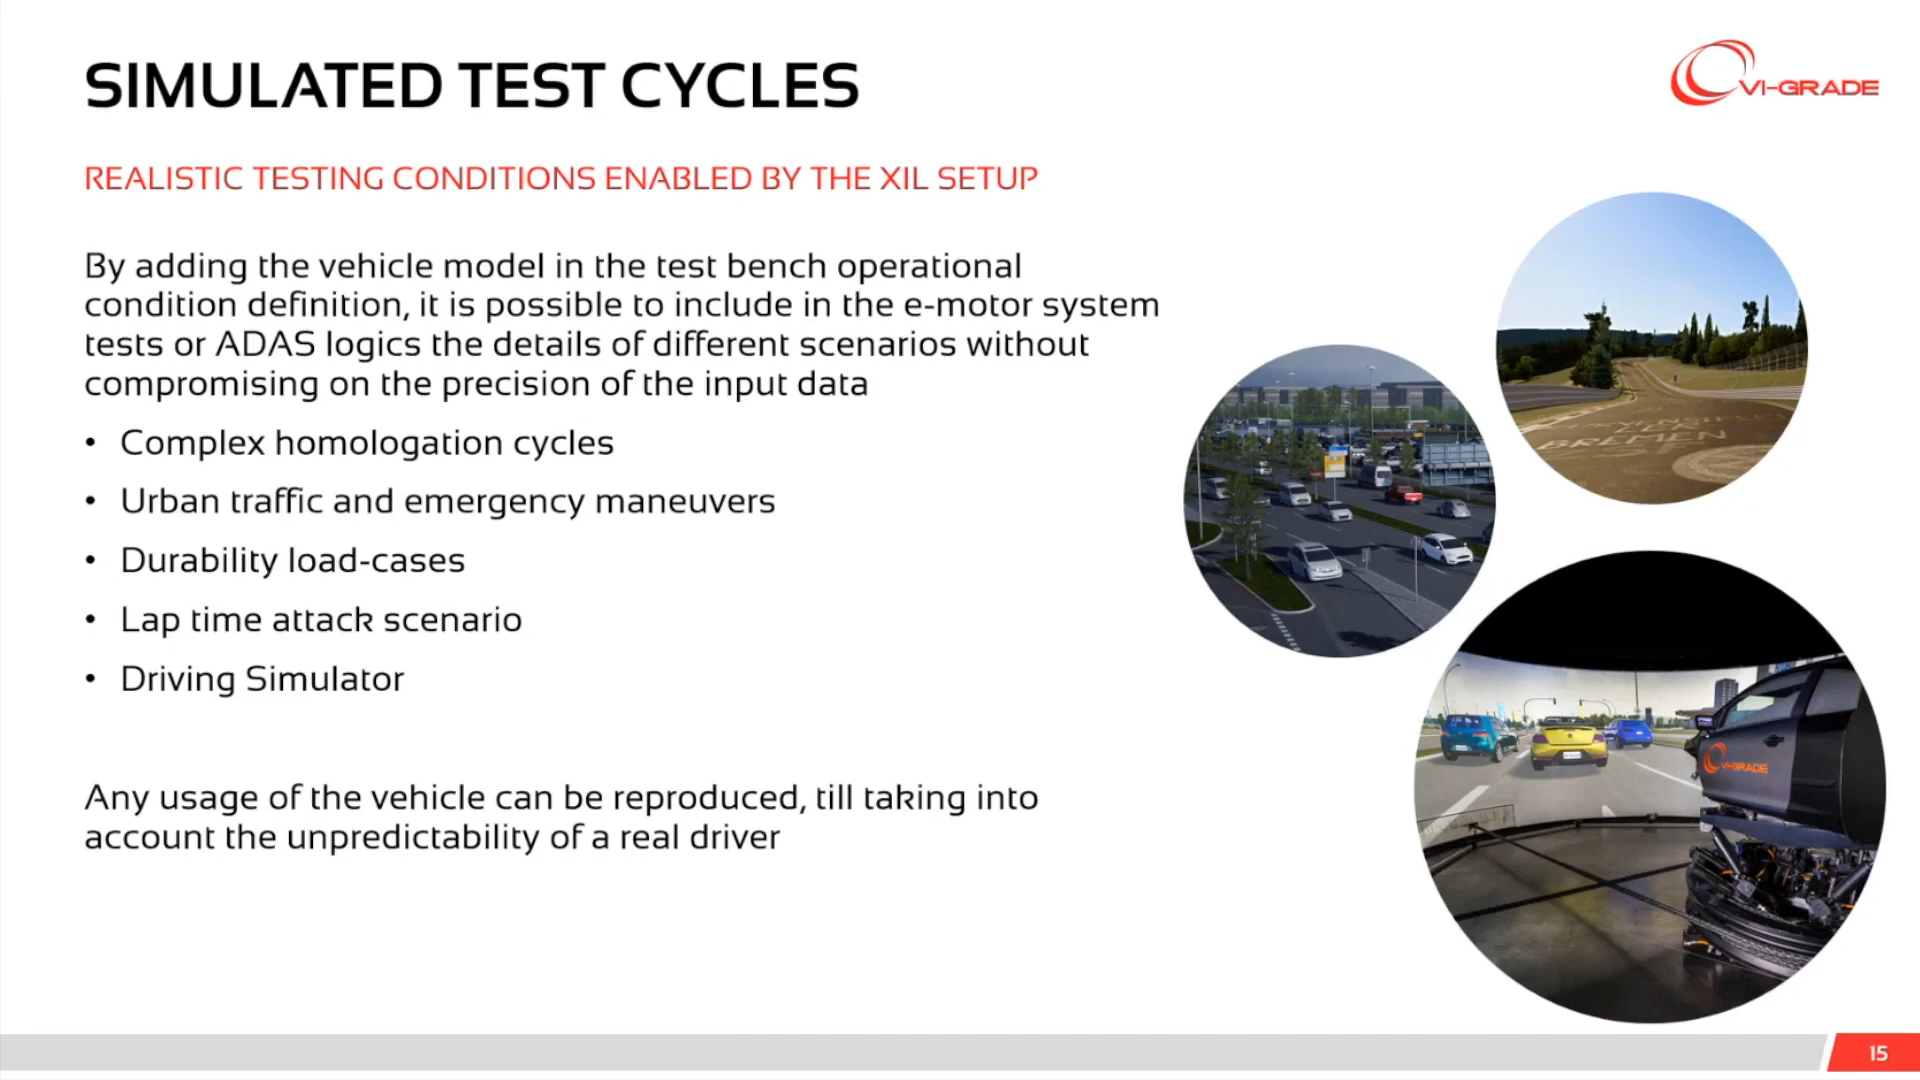 SIMULATED TEST CYCLES
VI-GRADE
REALISTIC TESTING CONDITIONS ENABLED BY THE XIL SETUP
By adding the vehicle model in the test bench operational
condition definition, it is possible to include in the e-motor system
tests or ADAS logics the details of different scenarios without
compromising on the precision of the input data
• Complex homologation cycles
• Urban traffic and emergency maneuvers
• Durability load-cases
• Lap time attack scenario
• Driving Simulator
Any usage of the vehicle can be reproduced, till taking into
account the unpredictability of a real driver
BREMEN
VI-GRADE
15